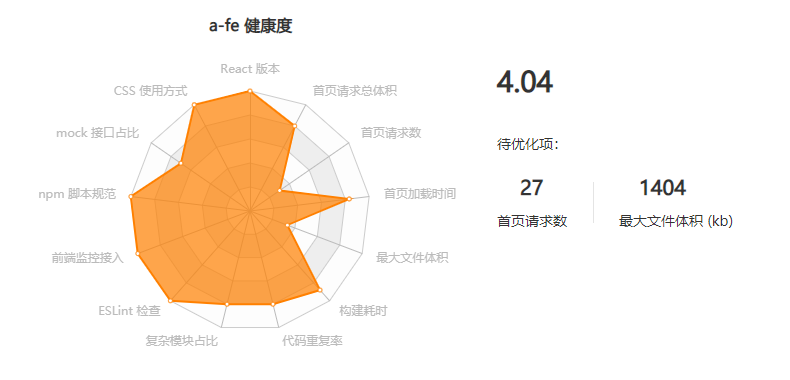 a-fe 健康度
React 版本
首页请求总体积
首页请求数
首页加载时间
最大文件体积
构建耗时
代码重复率
复杂模块占比
ESLint 检查
前端监控接入
npm 脚本规范
mock 接口占比
CSS 使用方式
4.04
待优化项：
27
首页请求数
1404
最大文件体积 (kb)